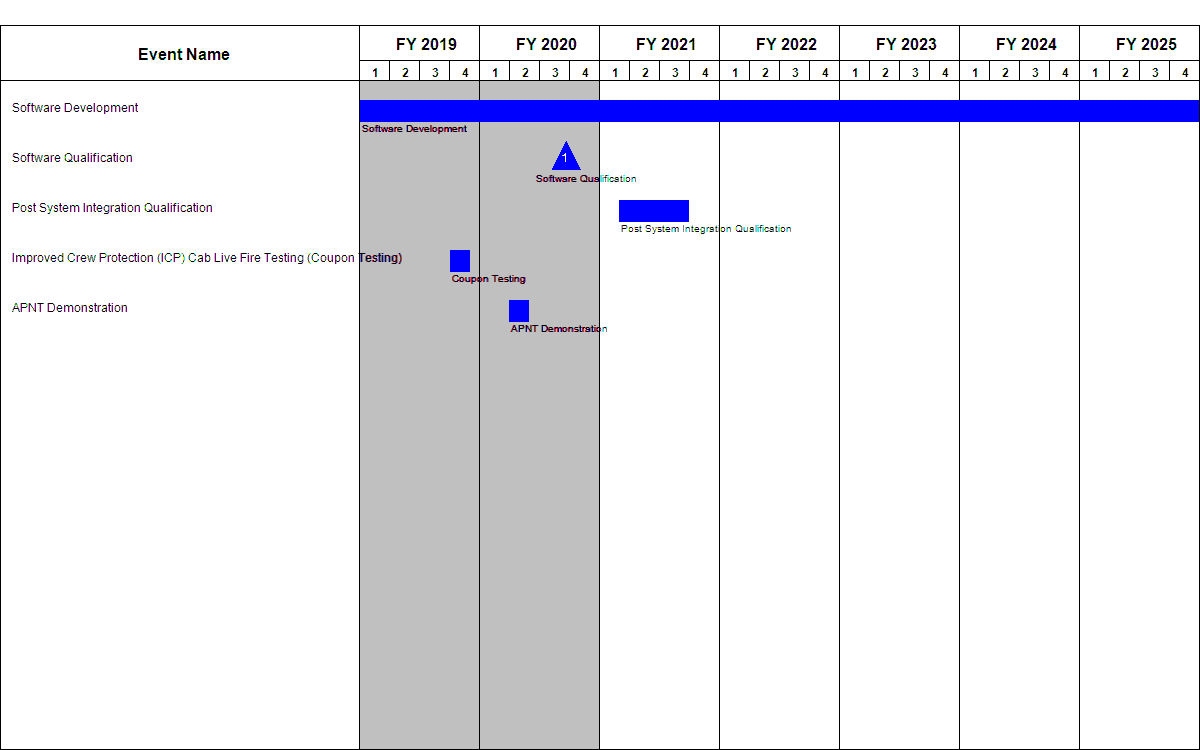 Event Name
FY 2019 FY 2020 FY 2021 FY 2022 FY 2023 FY 2024 FY 2025
1 2 3 4 1 2 3 4 1 2 3 4 1 2 3 4 1 2 3 4 1 2 3 4 1 2 3 4
Software Development
Software Development
Software Qualification
1
Software Qualification
Post System Integration Qualification
Post System Integration Qualification
Improved Crew Protection (ICP) Cab Live Fire Testing (Coupon Testing)
Coupon Testing
APNT Demonstration
APNT Demonstration